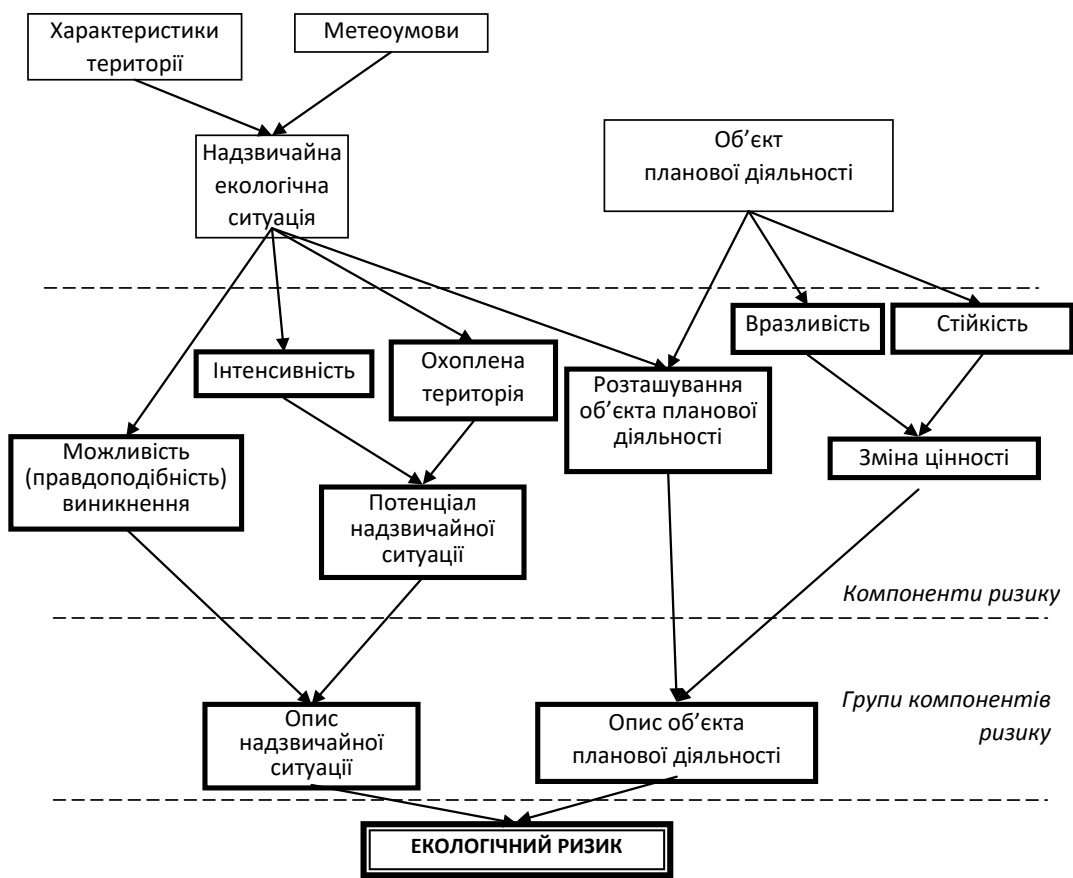 Характеристики
території
Метеоумови
Надзвичайна
екологічна
ситуація
Об’єкт
планової діяльності
Вразливість
Стійкість
Інтенсивність
Охоплена
територія
Розташування
об’єкта планової
діяльності
Можливість
(правдоподібність)
виникнення
Зміна цінності
Потенціал
надзвичайної
ситуації
Компоненти ризику
Групи компонентів
ризику
Опис
надзвичайної
ситуації
Опис об’єкта
планової діяльності
ЕКОЛОГІЧНИЙ РИЗИК